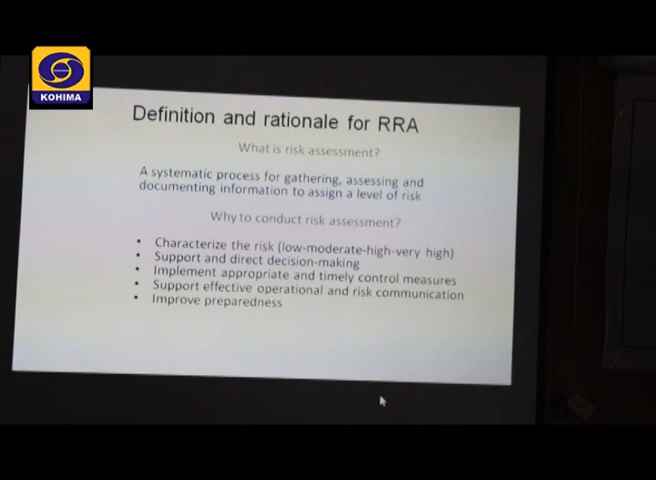 KOHIMA
Definition and rationale for RRA
What is risk assessment?
A systematic process for gathering, assessing and
documenting information to assign a level of risk
Why to conduct risk assessment?
• Characterize the risk (low-moderate-high-very high)
• Support and direct decision-making
• Implement appropriate and timely control measures
• Support effective operational and risk communication
• Improve preparedness